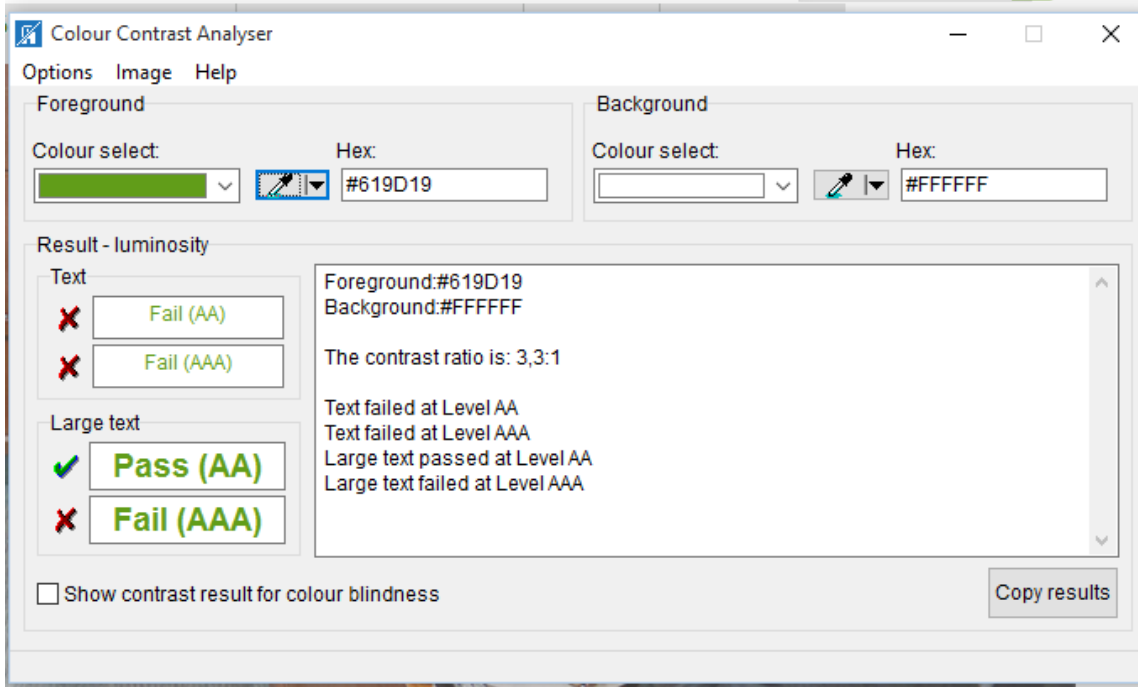 Colour Contrast Analyser
Options Image Help
Foreground
Background
Colour select:
Hex:
Colour select:
Hex:
#619D19
#FFFFFF
Result - luminosity
Text
Fail (AA)
Fail (AAA)
Large text
Pass (AA)
Fail (AAA)
Foreground:#619D19
Background:#FFFFFF
The contrast ratio is: 3,3:1
Text failed at Level AA
Text failed at Level AAA
Large text passed at Level AA
Large text failed at Level AAA
Show contrast result for colour blindness
Copy results